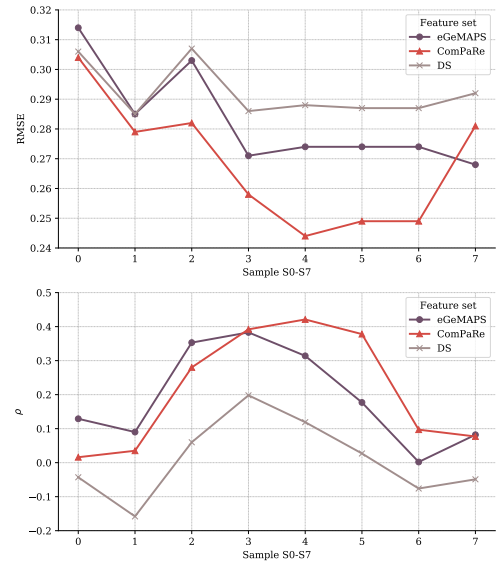 0.32
0.31
0.30
0.29
0.28
0.27
0.26
0.25
0.24
RMSE
Feature set
eGeMAPS
ComPaRe
DS
0 1 2 3 4 5 6 7
Sample S0-S7
0.5
0.4
0.3
0.2
0.1
0.0
−0.1
−0.2
ρ
Feature set
eGeMAPS
ComPaRe
DS
0 1 2 3 4 5 6 7
Sample S0-S7